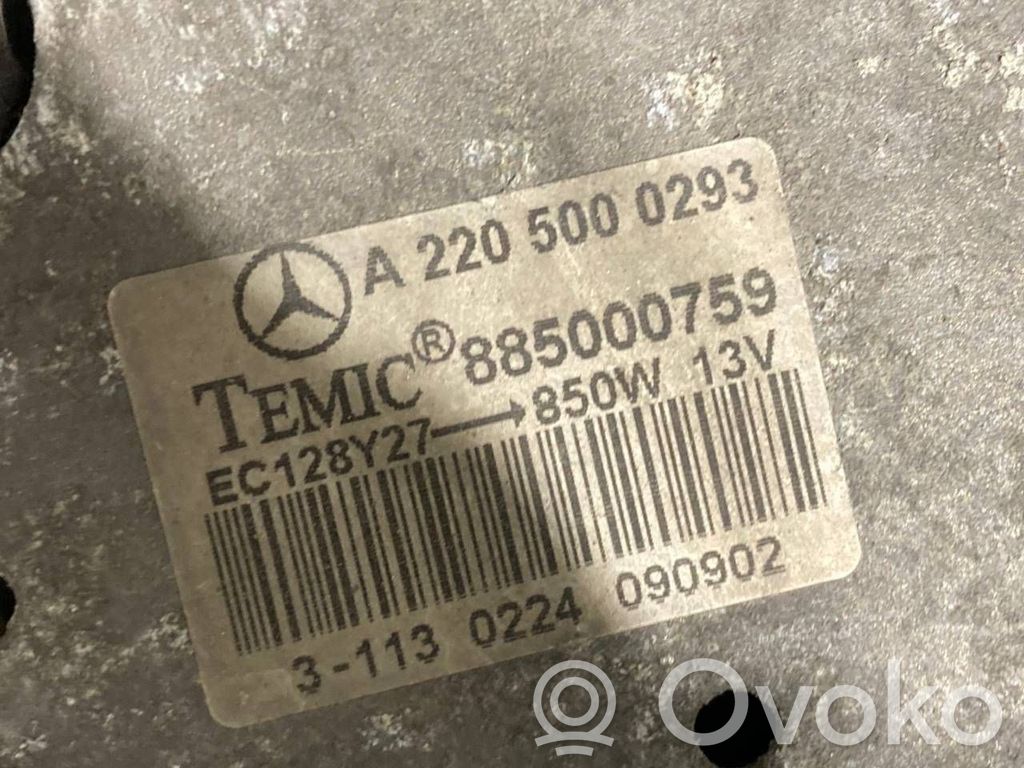 A 220 500 0293
TEMIC® 885000759
EC128Y27→850W 13V
3-113 0224 090902
Ovoko